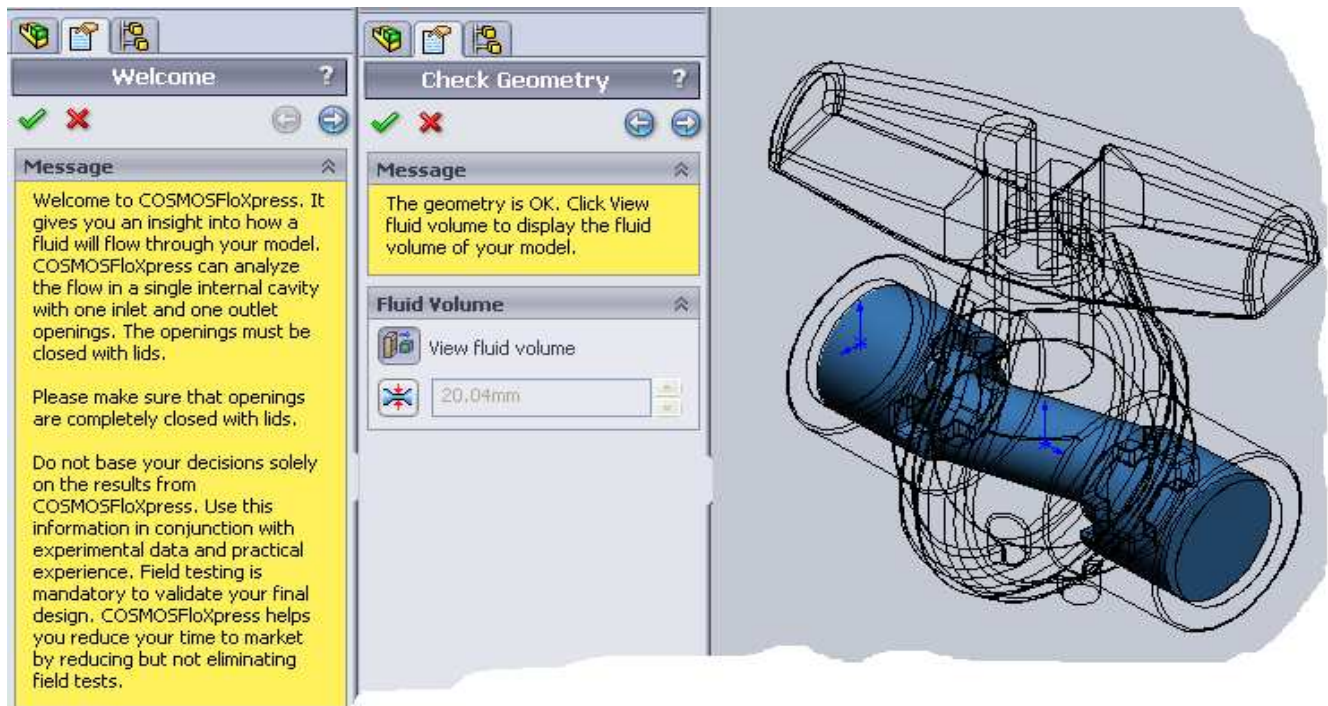 Welcome ?
Message
Welcome to COSMOSFloXpress. It
gives you an insight into how a
fluid will flow through your model.
COSMOSFloXpress can analyze
the flow in a single internal cavity
with one inlet and one outlet
openings. The openings must be
closed with lids.
Please make sure that openings
are completely closed with lids.
Do not base your decisions solely
on the results from
COSMOSFloXpress. Use this
information in conjunction with
experimental data and practical
experience. Field testing is
mandatory to validate your final
design. COSMOSFloXpress helps
you reduce your time to market
by reducing but not eliminating
field tests.
Check Geometry ?
Message
The geometry is OK. Click View
fluid volume to display the fluid
volume of your model.
Fluid Volume
View fluid volume
20.04mm